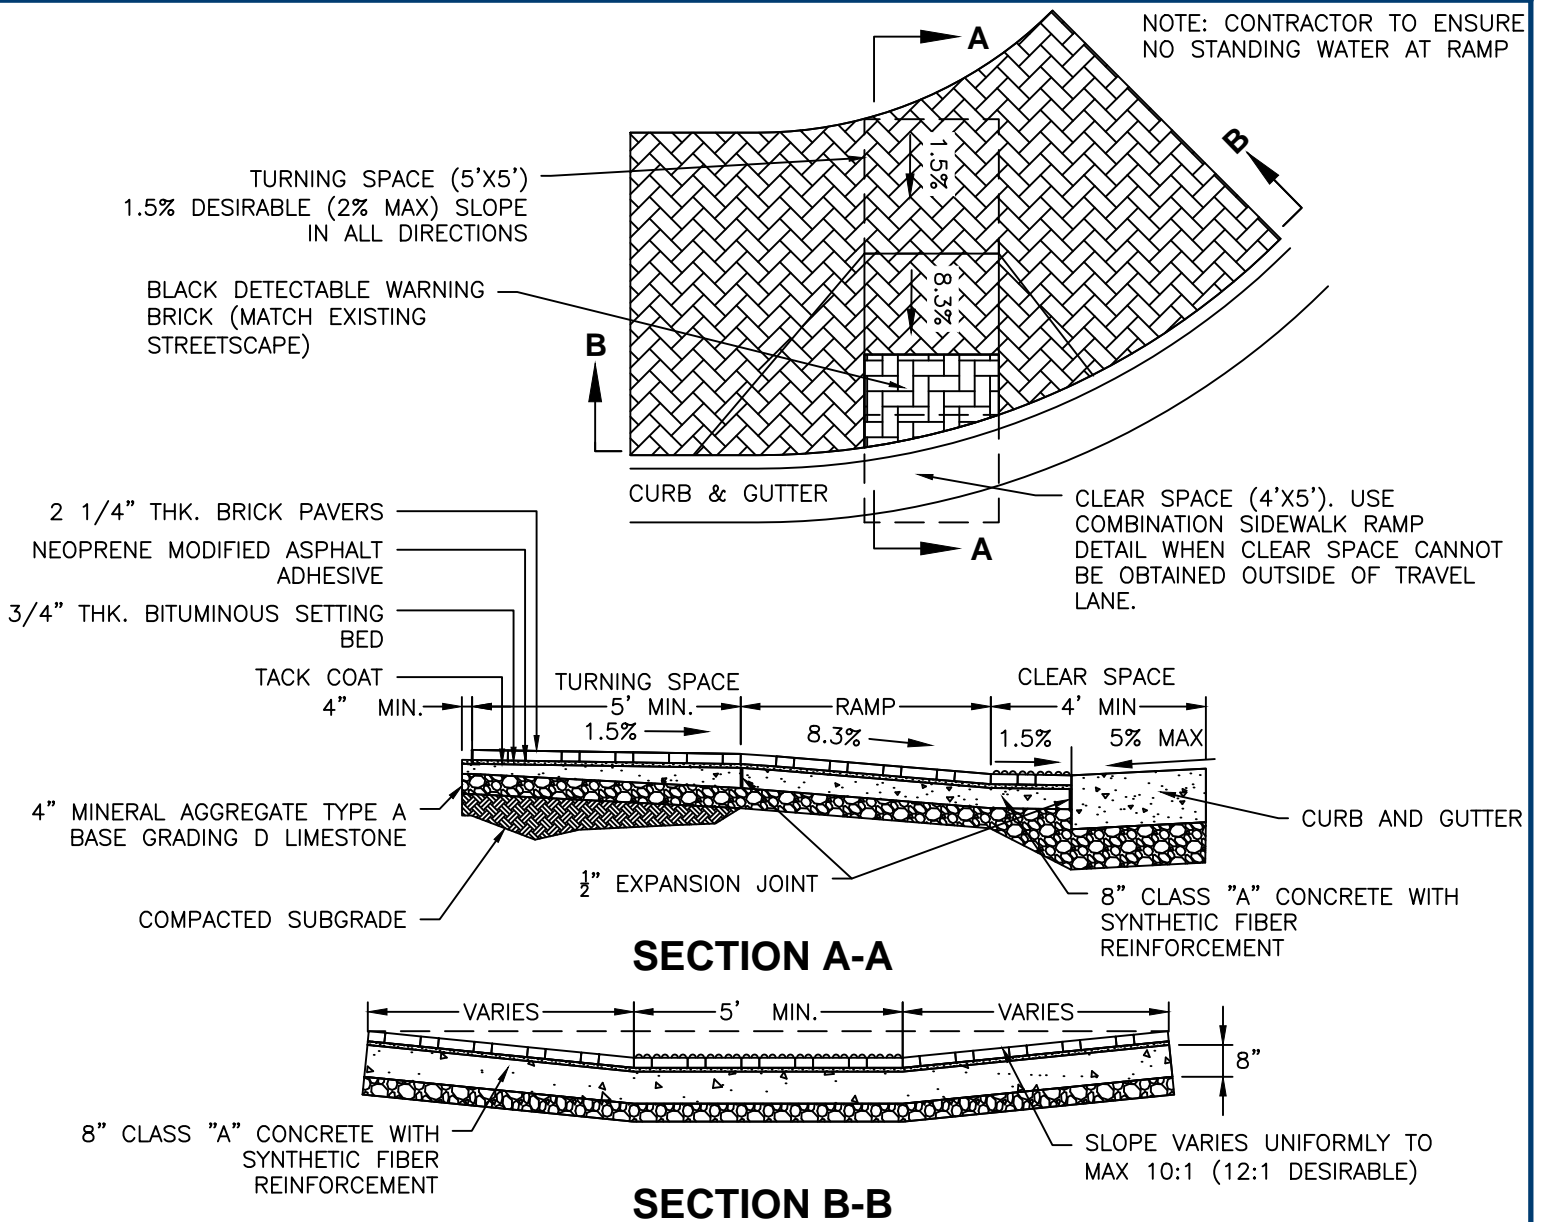 NOTE: CONTRACTOR TO ENSURE
NO STANDING WATER AT RAMP
A
B
1.5%
TURNING SPACE (5'X5')
1.5% DESIRABLE (2% MAX) SLOPE
IN ALL DIRECTIONS
8.3%
BLACK DETECTABLE WARNING
BRICK (MATCH EXISTING
STREETSCAPE)
B
CURB & GUTTER
A
CLEAR SPACE (4'X5'). USE
COMBINATION SIDEWALK RAMP
DETAIL WHEN CLEAR SPACE CANNOT
BE OBTAINED OUTSIDE OF TRAVEL
LANE.
2 1/4" THK. BRICK PAVERS
NEOPRENE MODIFIED ASPHALT
ADHESIVE
3/4" THK. BITUMINOUS SETTING
BED
TACK COAT
4" MIN.
TURNING SPACE
5' MIN.
RAMP
CLEAR SPACE
4' MIN
1.5%
8.3%
1.5%
5% MAX
4" MINERAL AGGREGATE TYPE A
BASE GRADING D LIMESTONE
CURB AND GUTTER
½" EXPANSION JOINT
COMPACTED SUBGRADE
8" CLASS "A" CONCRETE WITH
SYNTHETIC FIBER
REINFORCEMENT
SECTION A-A
VARIES
5' MIN.
VARIES
8"
8" CLASS "A" CONCRETE WITH
SYNTHETIC FIBER
REINFORCEMENT
SLOPE VARIES UNIFORMLY TO
MAX 10:1 (12:1 DESIRABLE)
SECTION B-B